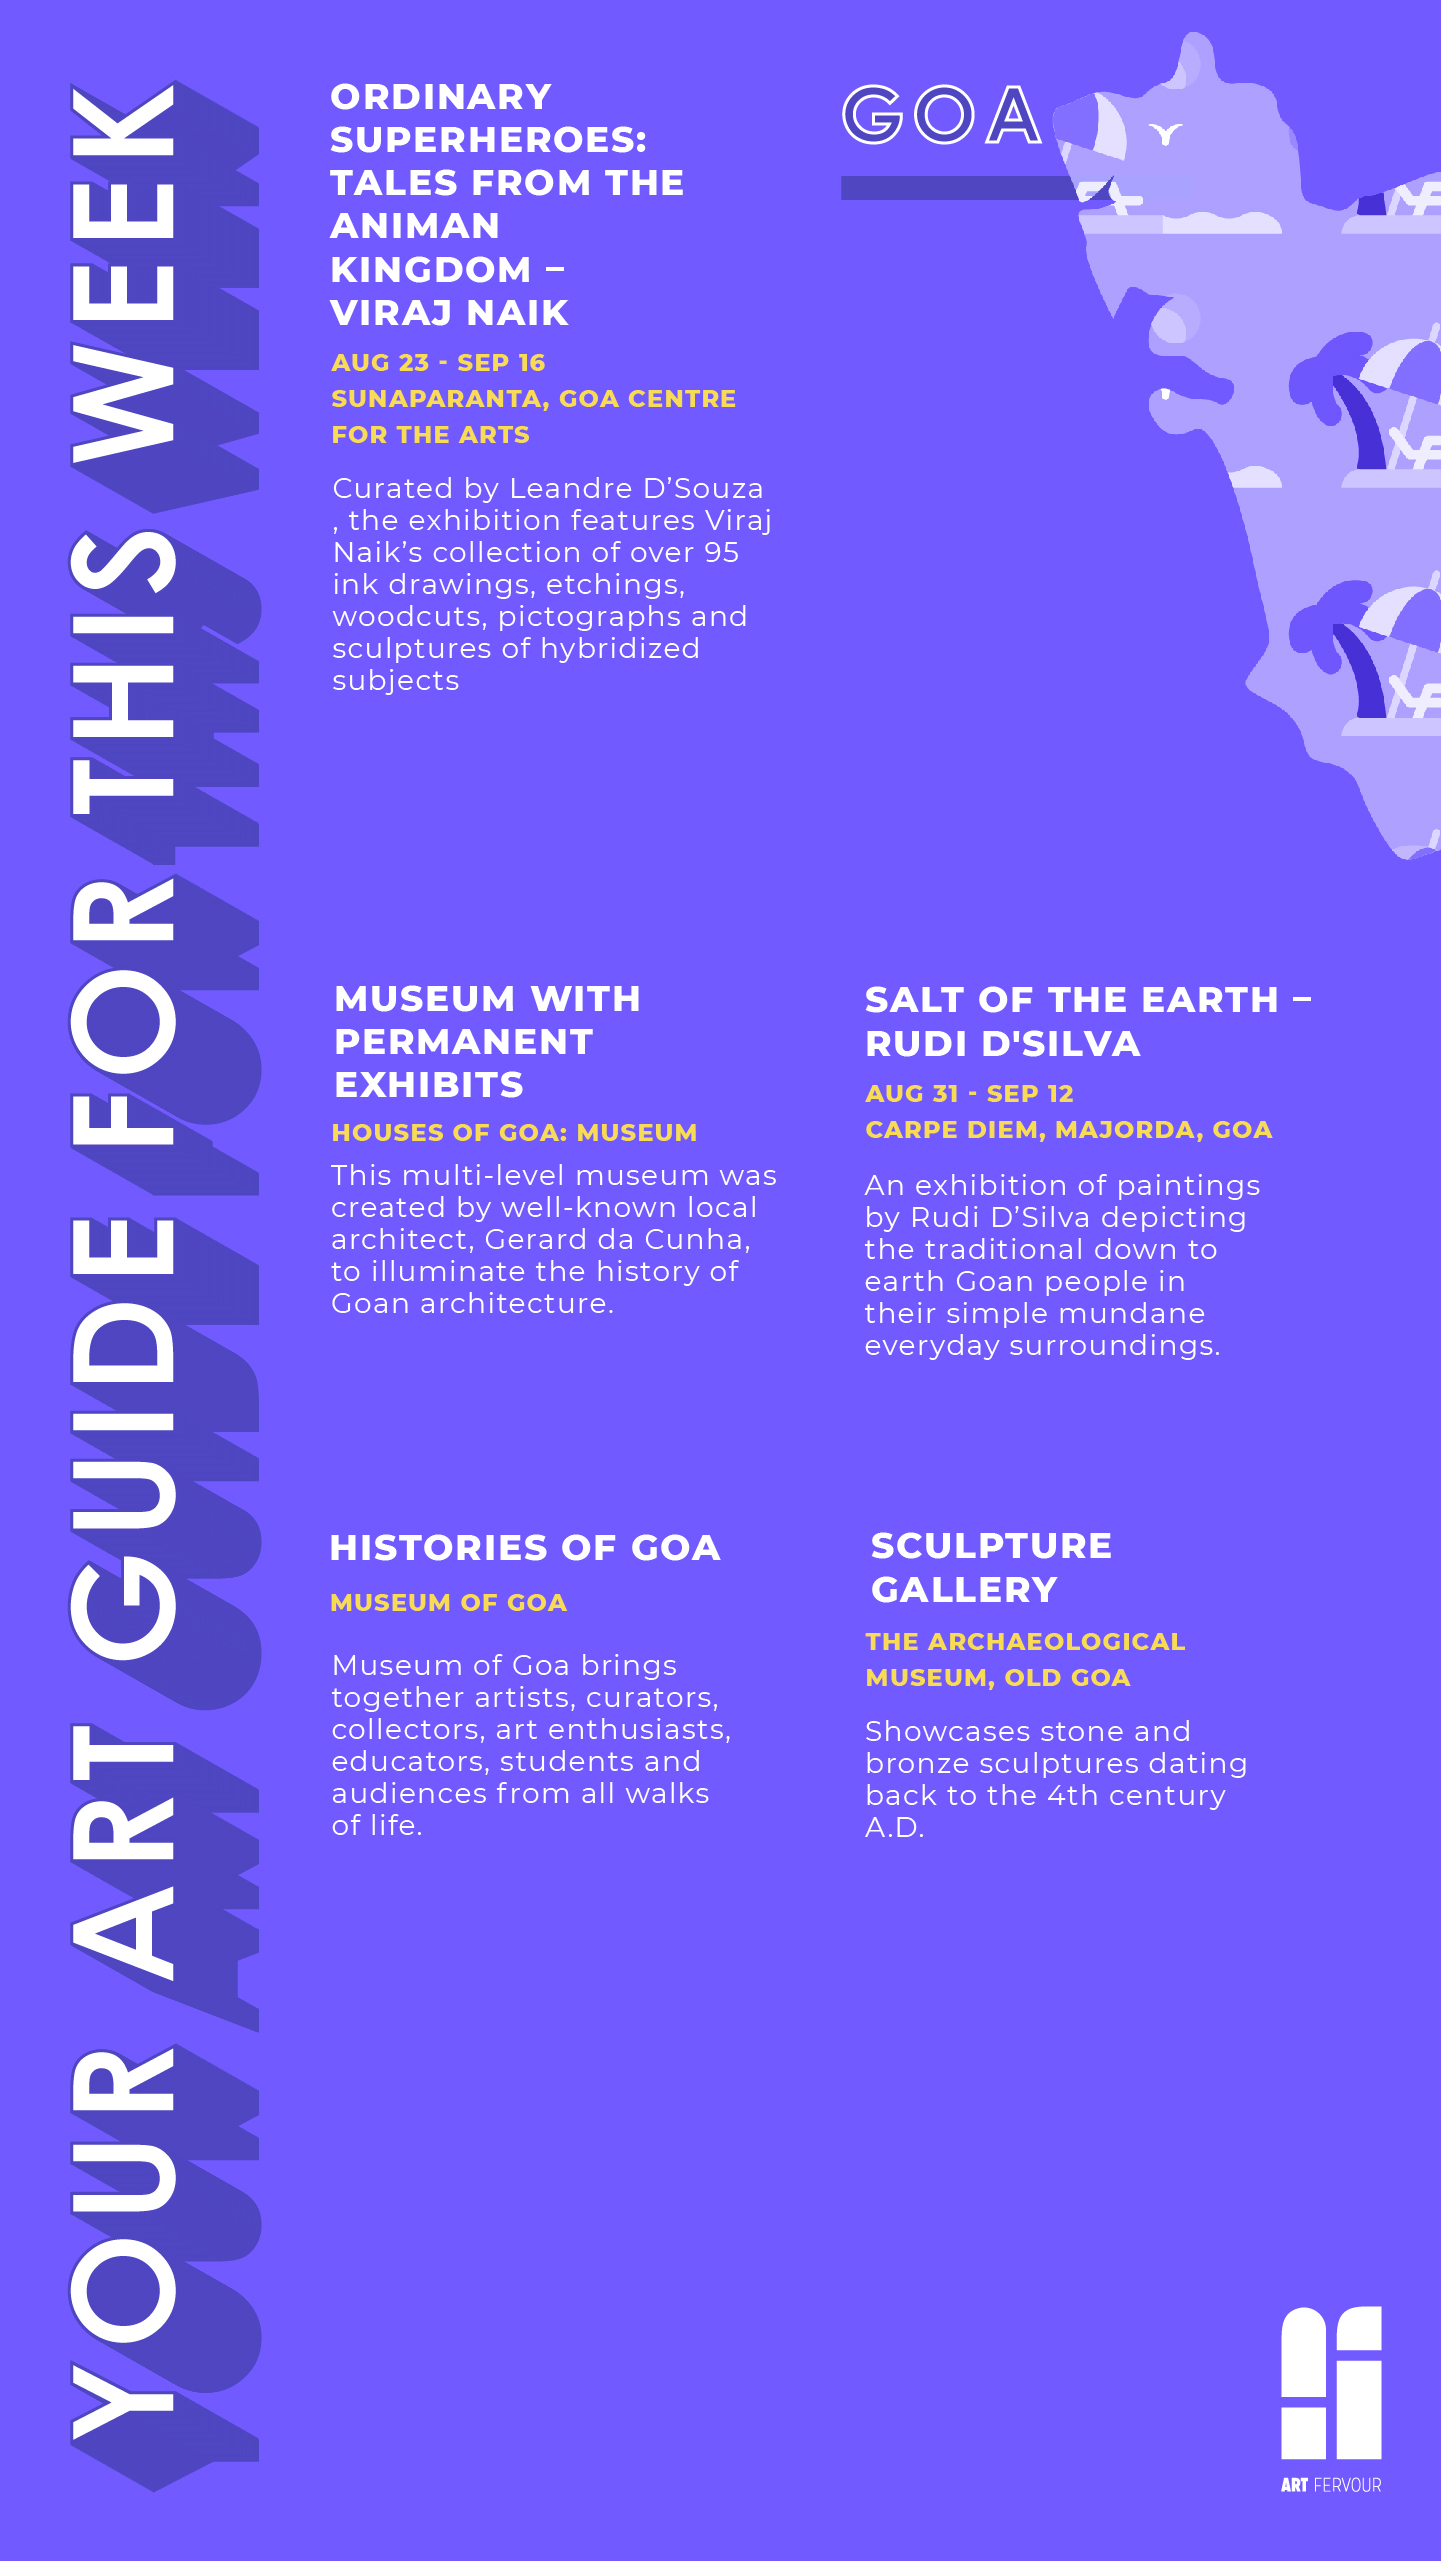 YOUR ART GUIDE FOR THIS WEEK
GOA
ORDINARY
SUPERHEROES:
TALES FROM THE
ANIMAN
KINGDOM –
VIRAJ NAIK
AUG 23 - SEP 16
SUNAPARANTA, GOA CENTRE
FOR THE ARTS
Curated by Leandre D’Souza
, the exhibition features Viraj
Naik’s collection of over 95
ink drawings, etchings,
woodcuts, pictographs and
sculptures of hybridized
subjects
MUSEUM WITH
PERMANENT
EXHIBITS
HOUSES OF GOA: MUSEUM
This multi-level museum was
created by well-known local
architect, Gerard da Cunha,
to illuminate the history of
Goan architecture.
SALT OF THE EARTH –
RUDI D'SILVA
AUG 31 - SEP 12
CARPE DIEM, MAJORDA, GOA
An exhibition of paintings
by Rudi D’Silva depicting
the traditional down to
earth Goan people in
their simple mundane
everyday surroundings.
HISTORIES OF GOA
MUSEUM OF GOA
Museum of Goa brings
together artists, curators,
collectors, art enthusiasts,
educators, students and
audiences from all walks
of life.
SCULPTURE
GALLERY
THE ARCHAEOLOGICAL
MUSEUM, OLD GOA
Showcases stone and
bronze sculptures dating
back to the 4th century
A.D.
ART FERVOUR